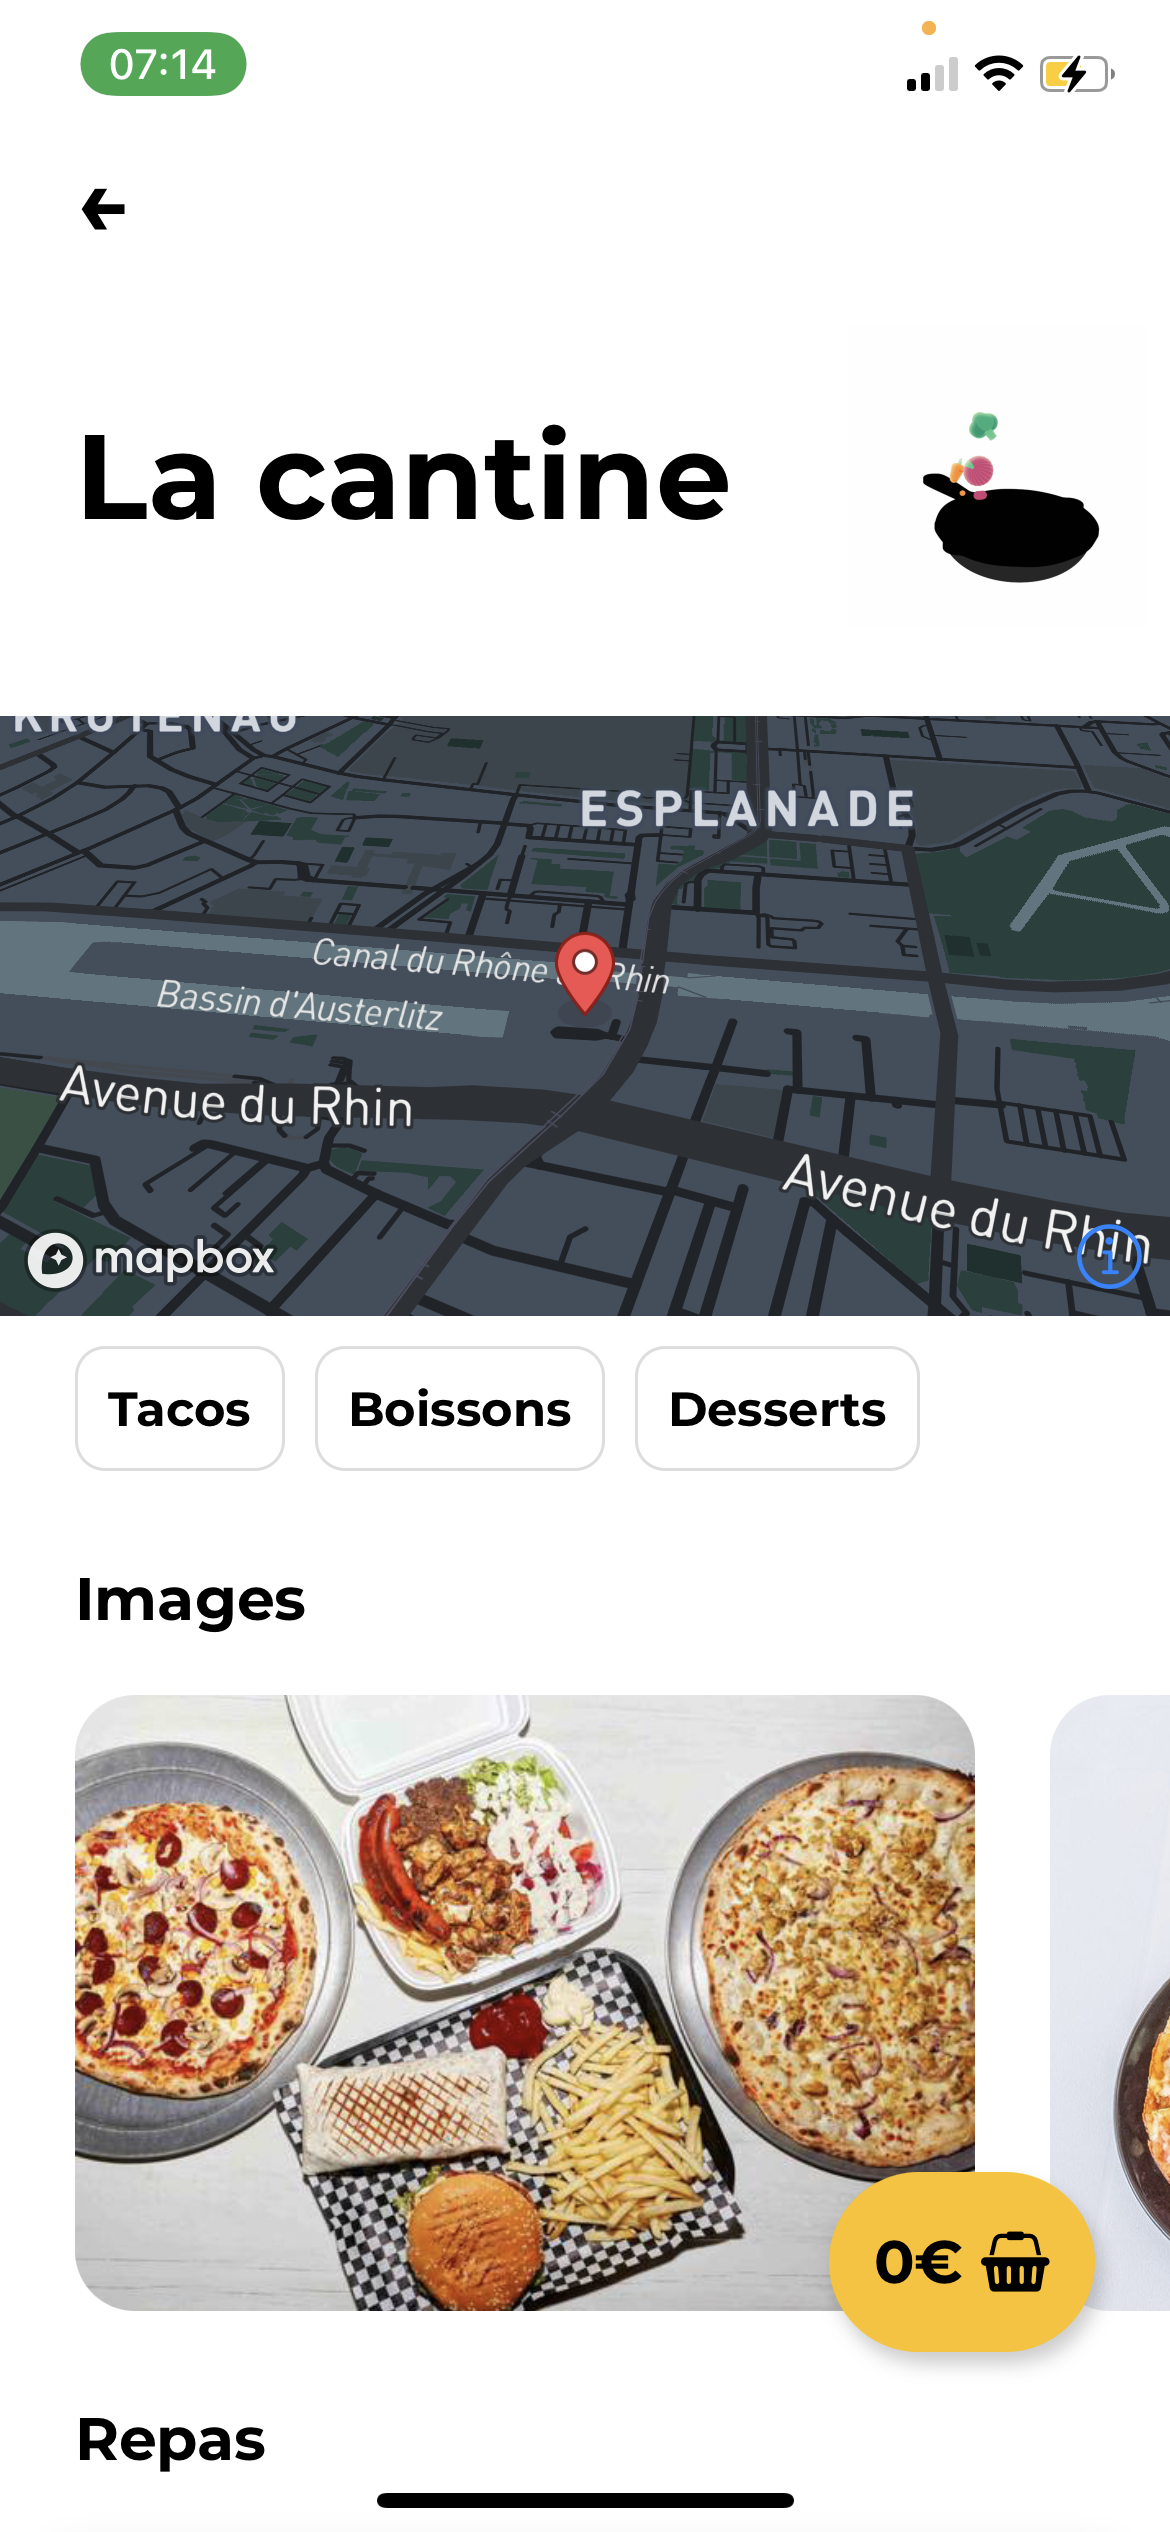 07:14
La cantine
KRUTENAU
ESPLANADE
Canal du Rhône Rhin
Bassin d'Austerlitz
Avenue du Rhin
Avenue du Rhin
mapbox
Tacos
Boissons
Desserts
Images
0€
Repas